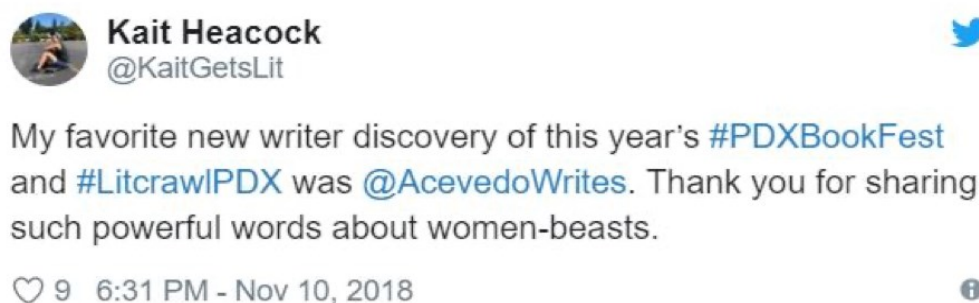 Kait Heacock
@KaitGetsLit
My favorite new writer discovery of this year's #PDXBookFest
and #LitcrawlPDX was @AcevedoWrites. Thank you for sharing
such powerful words about women-beasts.
9 6:31 PM - Nov 10, 2018